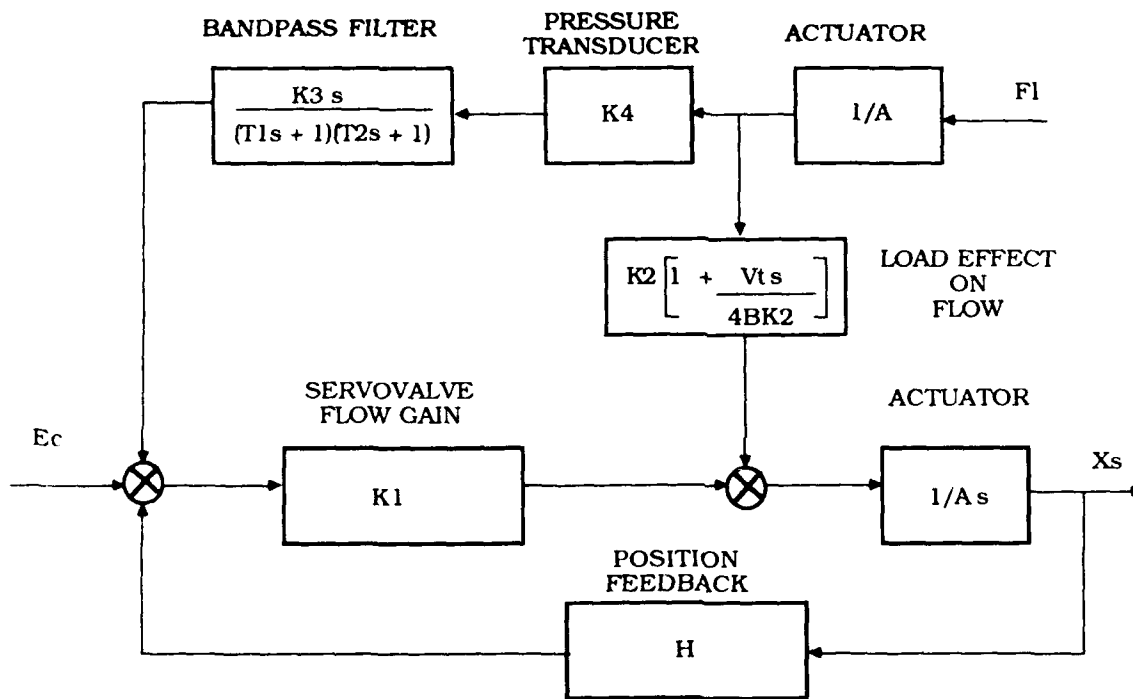 BANDPASS FILTER
PRESSURE
TRANSDUCER
ACTUATOR
K3 s
(T1s + 1)(T2s + 1)
K4
1/A
Fl
K2 [1 + Vt s
4BK2 ]
LOAD EFFECT
ON
FLOW
SERVOVALVE
FLOW GAIN
ACTUATOR
Ec
K1
1/A s
Xs
POSITION
FEEDBACK
H